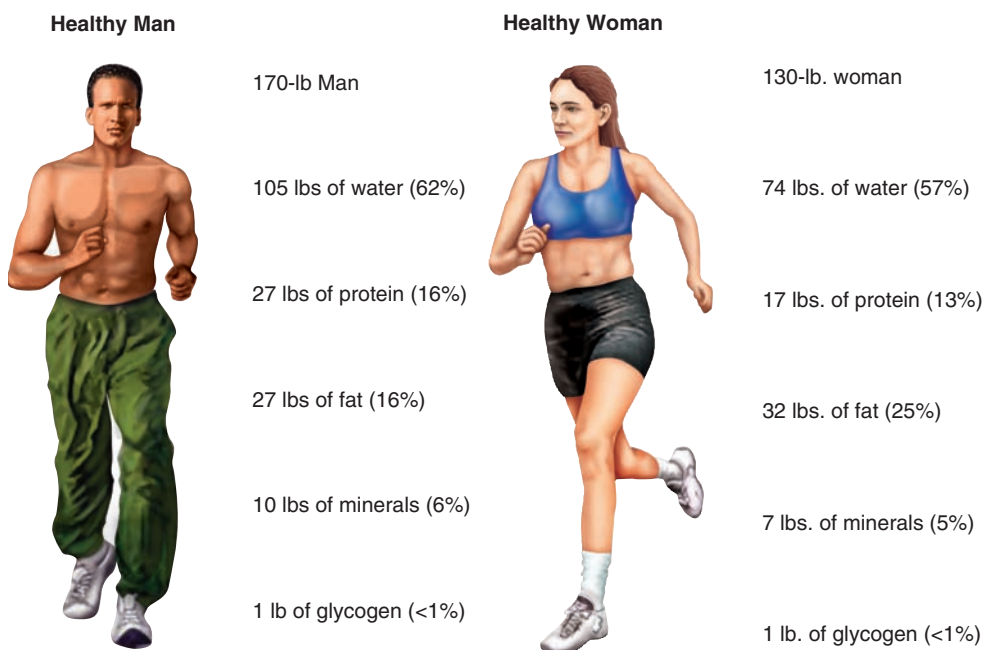 Healthy Man
170-lb Man
105 lbs of water (62%)
27 lbs of protein (16%)
27 lbs of fat (16%)
10 lbs of minerals (6%)
1 lb of glycogen (<1%)
Healthy Woman
130-lb. woman
74 lbs. of water (57%)
17 lbs. of protein (13%)
32 lbs. of fat (25%)
7 lbs. of minerals (5%)
1 lb. of glycogen (<1%)